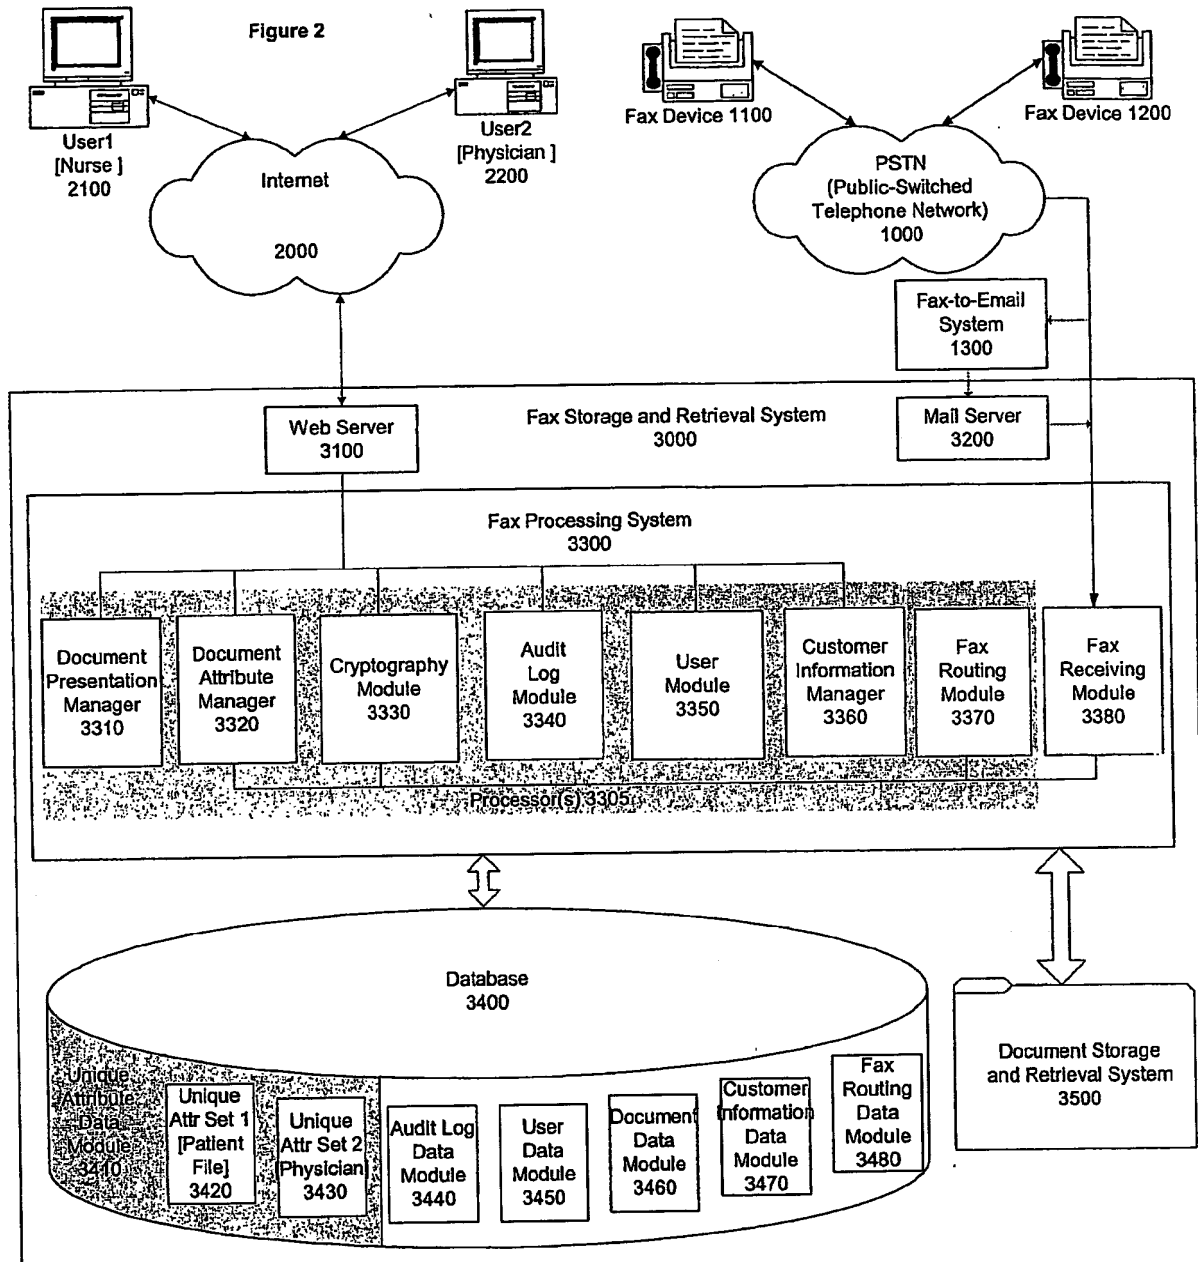 Figure 2
User1
[Nurse ]
2100
User2
[Physician ]
2200
Fax Device 1100
Fax Device 1200
Internet
2000
PSTN
(Public-Switched
Telephone Network)
1000
Fax-to-Email
System
1300
Web Server
3100
Fax Storage and Retrieval System
3000
Mail Server
3200
Fax Processing System
3300
Document
Presentation
Manager
3310
Document
Attribute
Manager
3320
Cryptography
Module
3330
Audit
Log
Module
3340
User
Module
3350
Customer
Information
Manager
3360
Fax
Routing
Module
3370
Fax
Receiving
Module
3380
Processor(s) 3305
Database
3400
Unique
Attribute
Data
Module
3410
Unique
Attr Set 1
[Patient
File]
3420
Unique
Attr Set 2
[Physician]
3430
Audit Log
Data
Module
3440
User
Data
Module
3450
Document
Data
Module
3460
Customer
Information
Data
Module
3470
Fax
Routing
Data
Module
3480
Document Storage
and Retrieval System
3500